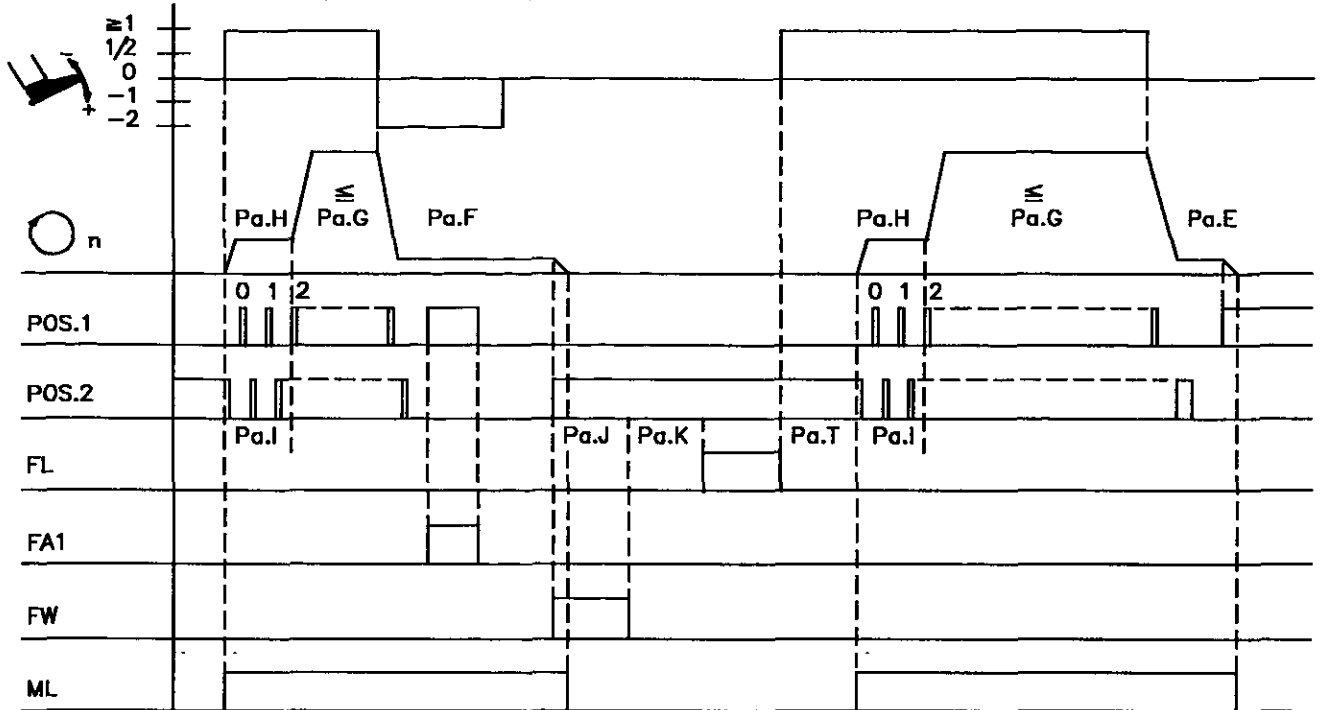 ≥1
1/2
0
-1
-2
-
+
n
Pa.H
≤
Pa.G
Pa.F
Pa.H
≤
Pa.G
Pa.E
0 1 2
0 1 2
POS.1
POS.2
Pa.I
Pa.J
Pa.K
Pa.T
Pa.I
FL
FA1
FW
ML